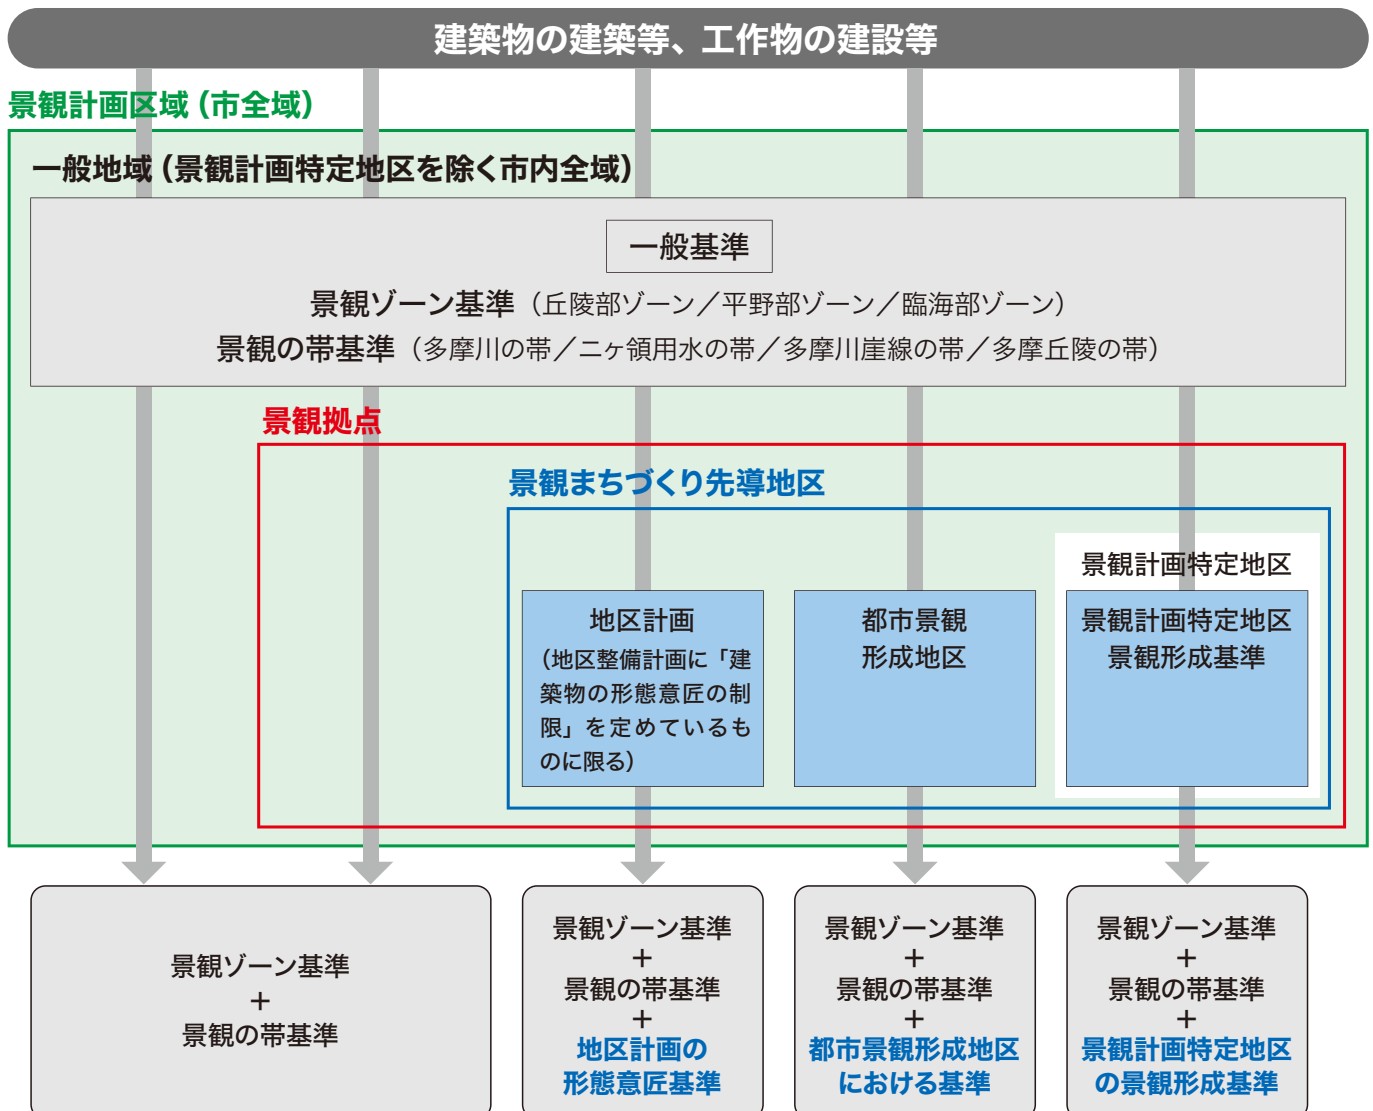 建築物の建築等、工作物の建設等
景観計画区域（市全域）
一般地域（景観計画特定地区を除く市内全域）
一般基準
景観ゾーン基準（丘陵部ゾーン／平野部ゾーン／臨海部ゾーン）
景観の帯基準（多摩川の帯／二ヶ領用水の帯／多摩川崖線の帯／多摩丘陵の帯）
景観拠点
景観まちづくり先導地区
地区計画
（地区整備計画に「建
築物の形態意匠の制
限」を定めているも
のに限る）
都市景観
形成地区
景観計画特定地区
景観計画特定地区
景観形成基準
景観ゾーン基準
＋
景観の帯基準
景観ゾーン基準
＋
景観の帯基準
＋
地区計画の
形態意匠基準
景観ゾーン基準
＋
景観の帯基準
＋
都市景観形成地区
における基準
景観ゾーン基準
＋
景観の帯基準
＋
景観計画特定地区
の景観形成基準